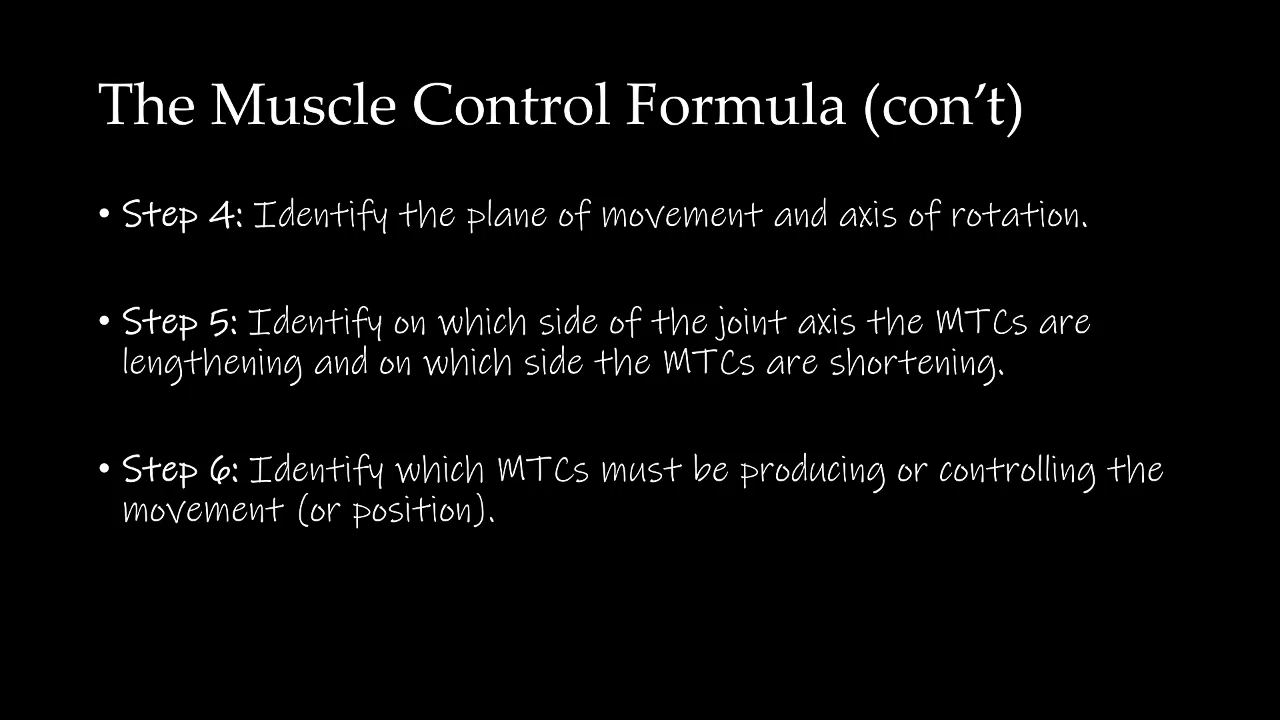 The Muscle Control Formula (con’t)
• Step 4: Identify the plane of movement and axis of rotation.
• Step 5: Identify on which side of the joint axis the MTCs are
lengthening and on which side the MTCs are shortening.
• Step 6: Identify which MTCs must be producing or controlling the
movement (or position).